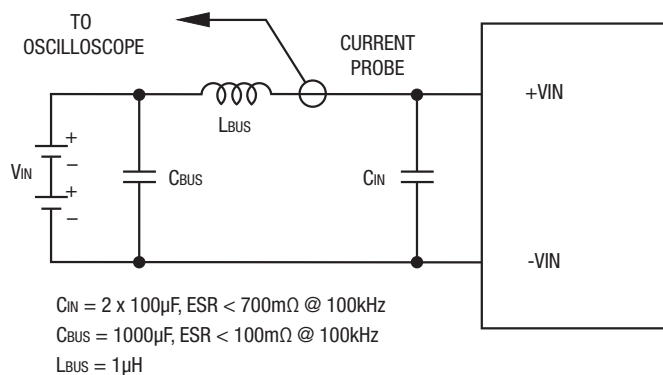 TO
OSCILLOSCOPE
CURRENT
PROBE
LBUS
+VIN
VIN
+
−
+
−
CBUS
CIN
-VIN
CIN = 2 x 100µF, ESR < 700mΩ @ 100kHz
CBUS = 1000µF, ESR < 100mΩ @ 100kHz
LBUS = 1µH